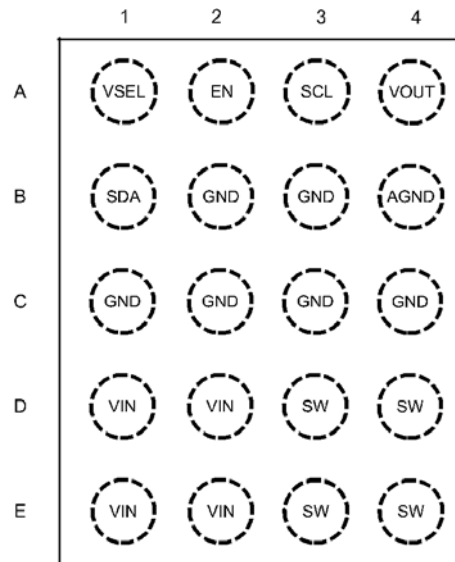 1 2 3 4
A VSEL EN SCL VOUT
B SDA GND GND AGND
C GND GND GND GND
D VIN VIN SW SW
E VIN VIN SW SW